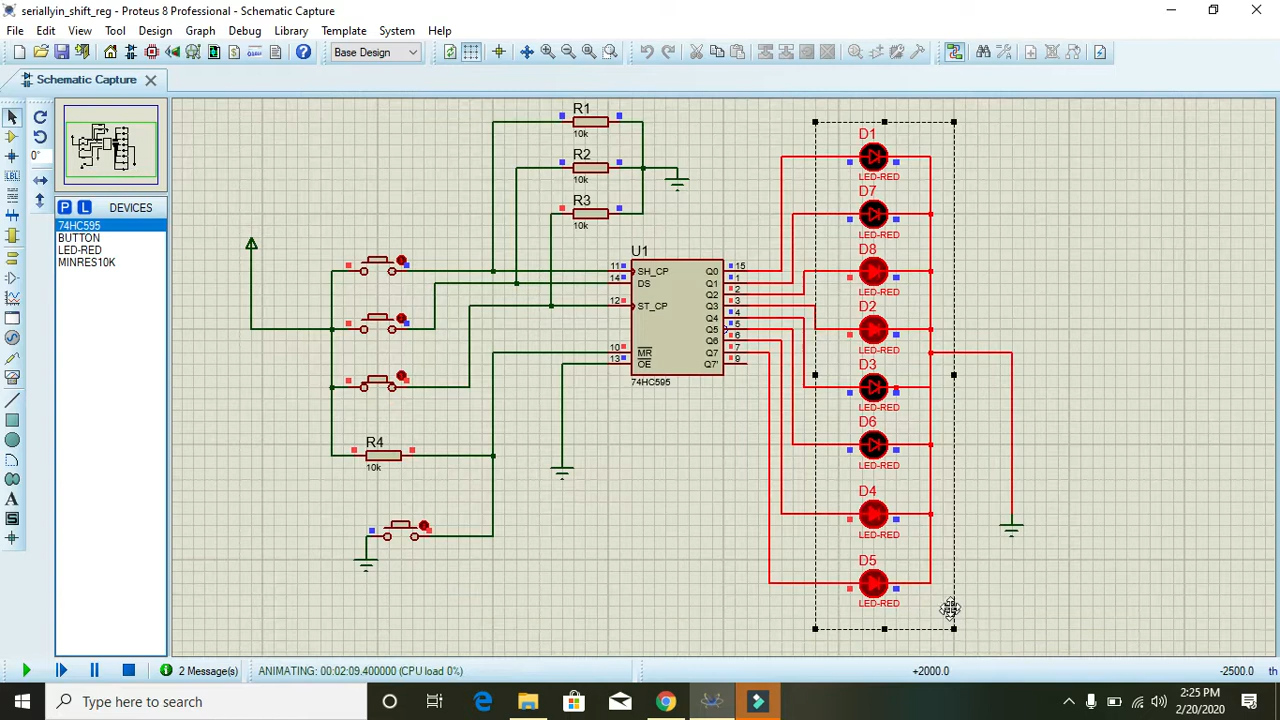 seriallyin_shift_reg - Proteus 8 Professional - Schematic Capture
File Edit View Tool Design Graph Debug Library Template System Help
Base Design
Schematic Capture
0°
P L DEVICES
74HC595
BUTTON
LED-RED
MINRES10K
R1
10k
R2
10k
R3
10k
R4
10k
U1
11 SH_CP
14 DS
12 ST_CP
10 MR
13 OE
Q0 15
Q1 1
Q2 2
Q3 3
Q4 4
Q5 5
Q6 6
Q7 7
Q7' 9
74HC595
D1
LED-RED
D7
LED-RED
D8
LED-RED
D2
LED-RED
D3
LED-RED
D6
LED-RED
D4
LED-RED
D5
LED-RED
2 Message(s) ANIMATING: 00:02:09.400000 (CPU load 0%) +2000.0 -2500.0 th
Type here to search
2:25 PM
2/20/2020